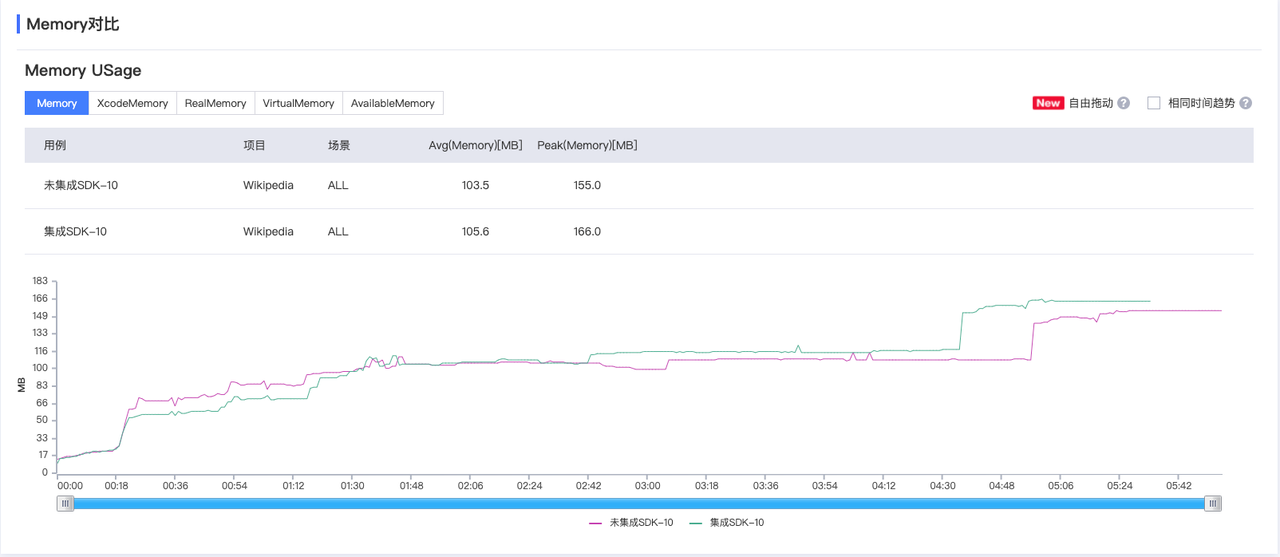 Memory对比
Memory USage
Memory XcodeMemory RealMemory VirtualMemory AvailableMemory New 自由拖动 ? 相同时间趋势 ?
用例 项目 场景 Avg(Memory)[MB] Peak(Memory)[MB]
未集成SDK-10 Wikipedia ALL 103.5 155.0
集成SDK-10 Wikipedia ALL 105.6 166.0
183
166
149
133
116
100
83
66
50
33
17
0
MB
00:00 00:18 00:36 00:54 01:12 01:30 01:48 02:06 02:24 02:42 03:00 03:18 03:36 03:54 04:12 04:30 04:48 05:06 05:24 05:42
未集成SDK-10 集成SDK-10